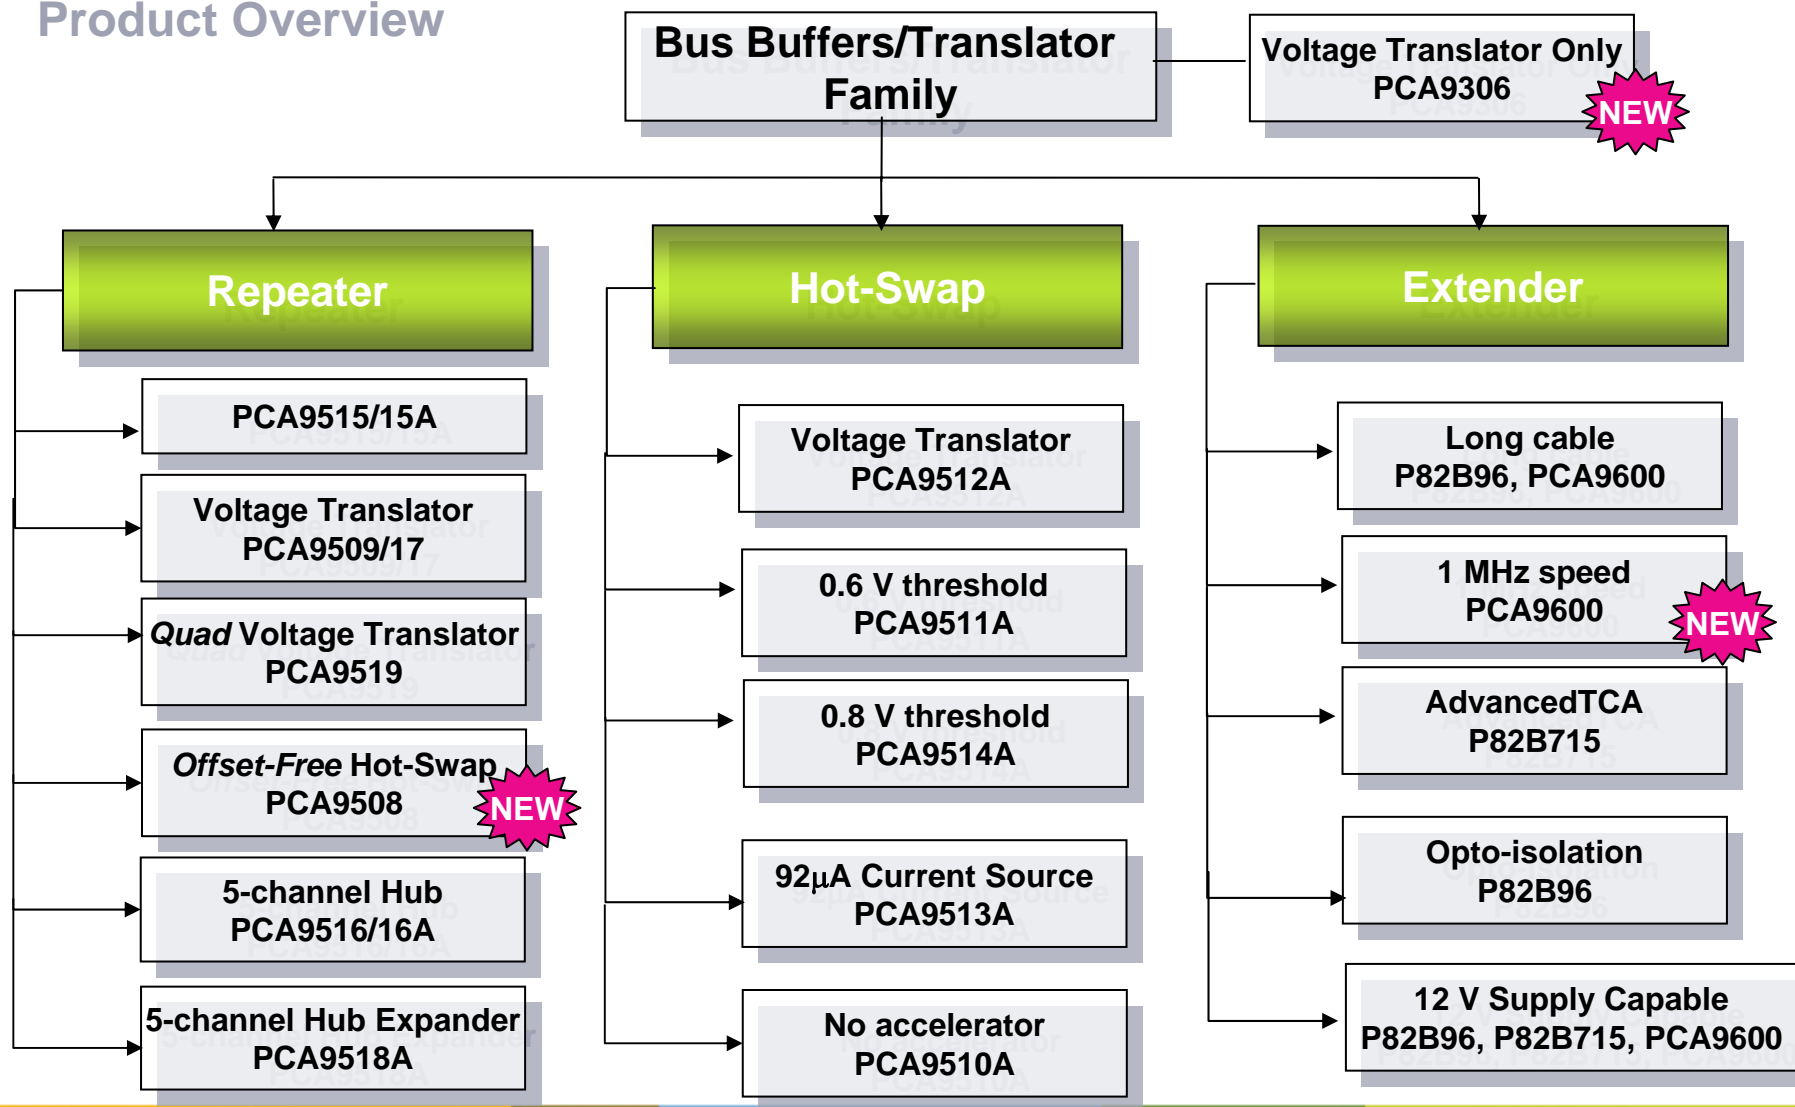 Product Overview
Bus Buffers/Translator
Family
Voltage Translator Only
PCA9306
NEW
Repeater
PCA9515/15A
Voltage Translator
PCA9509/17
Quad Voltage Translator
PCA9519
Offset-Free Hot-Swap
PCA9508
NEW
5-channel Hub
PCA9516/16A
5-channel Hub Expander
PCA9518A
Hot-Swap
Voltage Translator
PCA9512A
0.6 V threshold
PCA9511A
0.8 V threshold
PCA9514A
92μA Current Source
PCA9513A
No accelerator
PCA9510A
Extender
Long cable
P82B96, PCA9600
1 MHz speed
PCA9600
NEW
AdvancedTCA
P82B715
Opto-isolation
P82B96
12 V Supply Capable
P82B96, P82B715, PCA9600